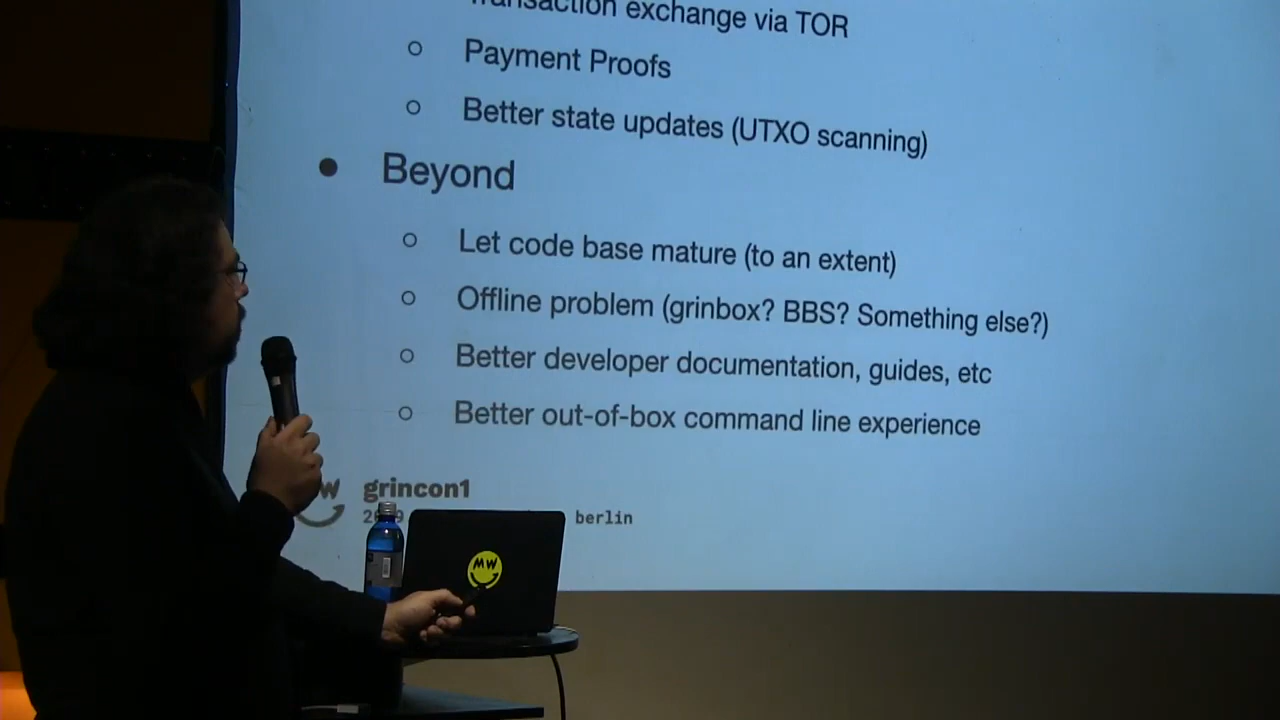 Transaction exchange via TOR
Payment Proofs
Better state updates (UTXO scanning)
Beyond
Let code base mature (to an extent)
Offline problem (grinbox? BBS? Something else?)
Better developer documentation, guides, etc
Better out-of-box command line experience
grincon1
berlin
MW